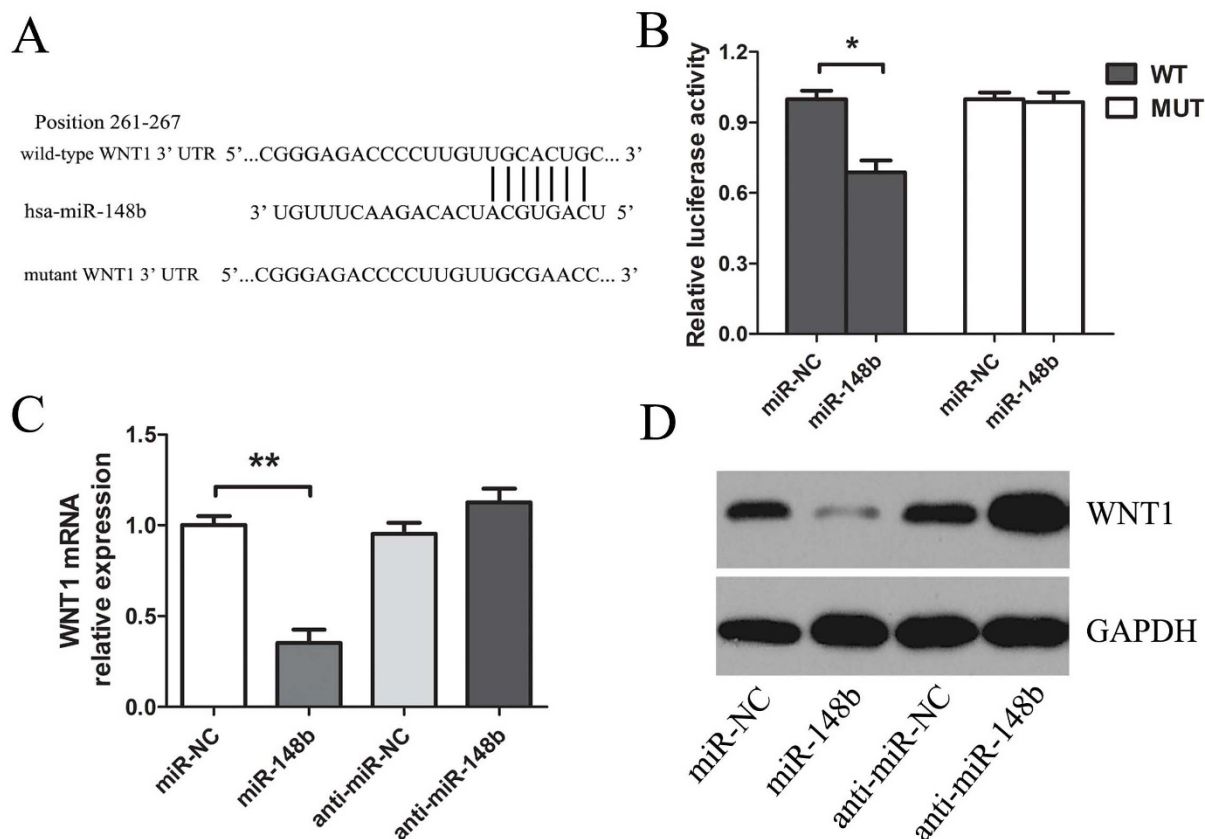 A
Position 261-267
wild-type WNT1 3’ UTR 5’...CGGGAGACCCCUUGUUGCACUGC... 3’
hsa-miR-148b 3’ UGUUUCAAGACACUACGUGACU 5’
mutant WNT1 3’ UTR 5’...CGGGAGACCCCUUGUUGCGAACC... 3’
B
Relative luciferase activity
1.2
0.9
0.6
0.3
0.0
*
WT
MUT
miR-NC
miR-148b
miR-NC
miR-148b
C
WNT1 mRNA
relative expression
1.5
1.0
0.5
0.0
**
miR-NC
miR-148b
anti-miR-NC
anti-miR-148b
D
WNT1
GAPDH
miR-NC
miR-148b
anti-miR-NC
anti-miR-148b